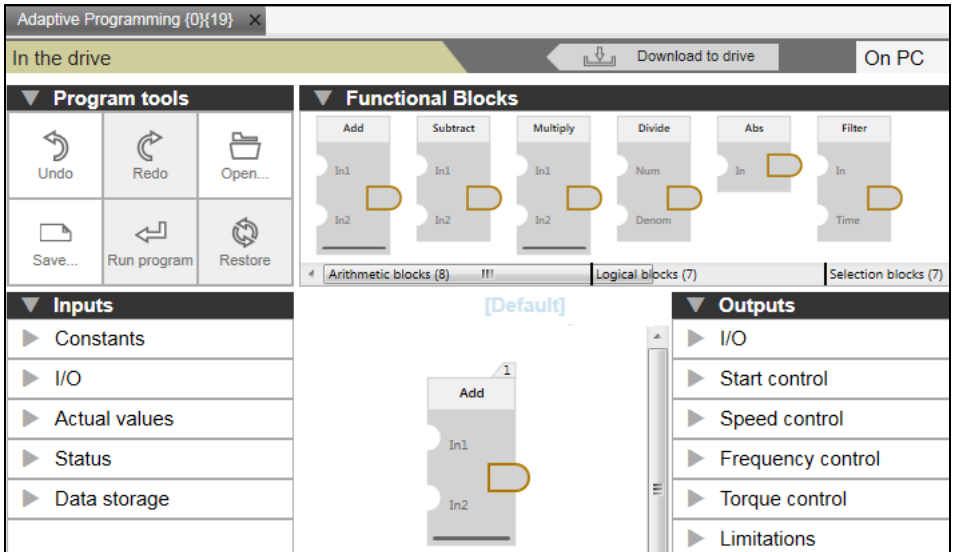 Adaptive Programming {0}{19} ×
In the drive
Download to drive
On PC
Program tools
Functional Blocks
Undo
Redo
Open...
Save...
Run program
Restore
Add
In1
In2
Subtract
In1
In2
Multiply
In1
In2
Divide
Num
Denom
Abs
In
Filter
In
Time
Arithmetic blocks (8)
Logical blocks (7)
Selection blocks (7)
Inputs
Constants
I/O
Actual values
Status
Data storage
[Default]
1
Add
In1
In2
Outputs
I/O
Start control
Speed control
Frequency control
Torque control
Limitations